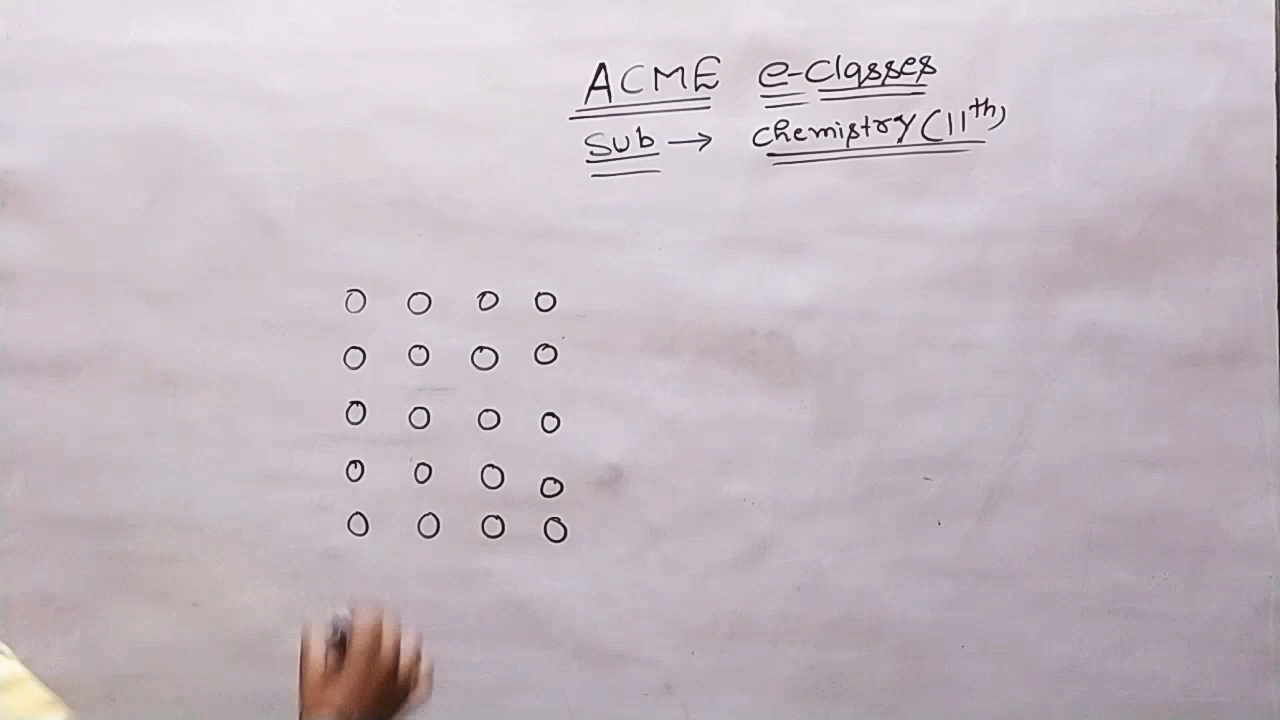 ACME e-classes
Sub → chemistry (11th)